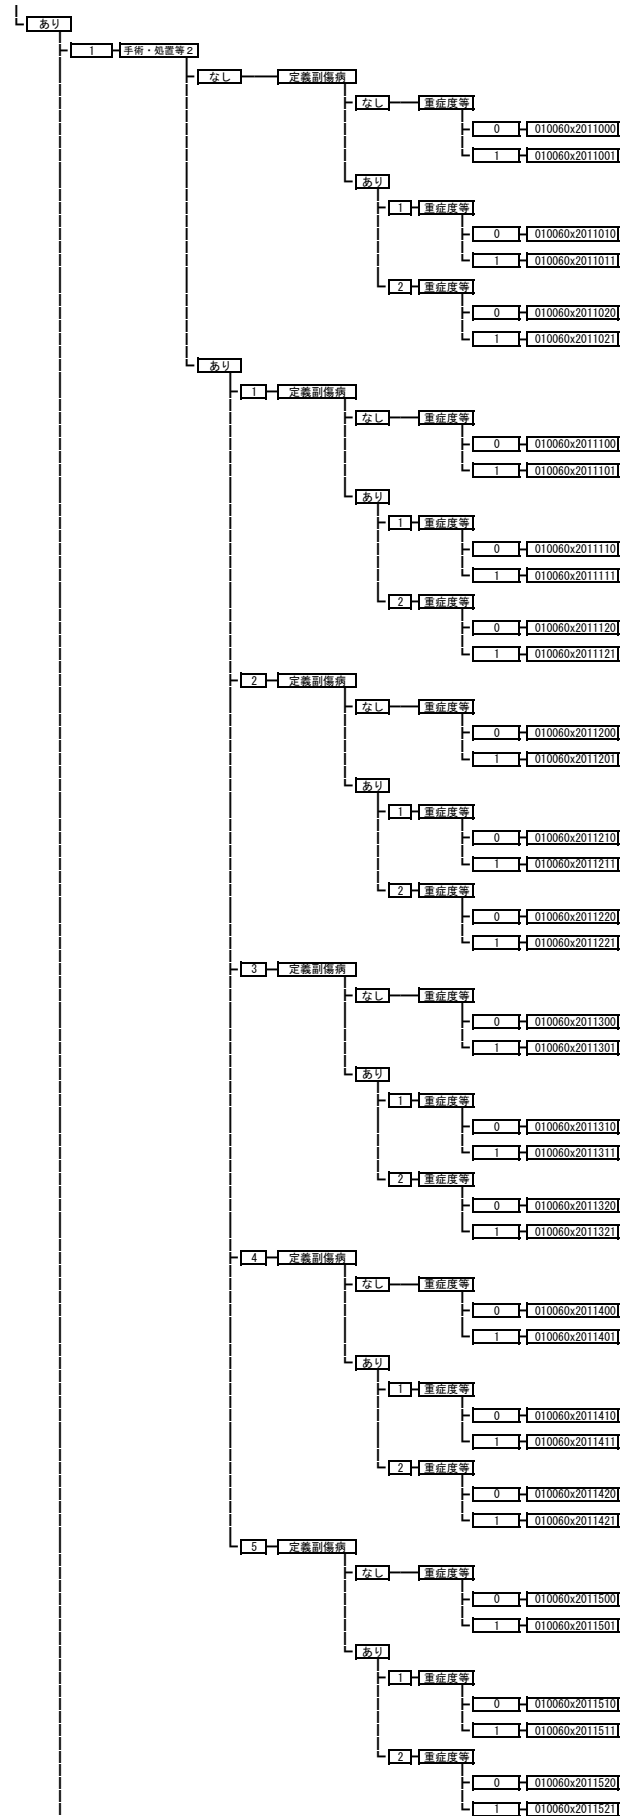 あり
1 手術・処置等２
なし 定義副傷病
なし 重症度等
0 010060x2011000
1 010060x2011001
あり
1 重症度等
0 010060x2011010
1 010060x2011011
2 重症度等
0 010060x2011020
1 010060x2011021
あり
1 定義副傷病
なし 重症度等
0 010060x2011100
1 010060x2011101
あり
1 重症度等
0 010060x2011110
1 010060x2011111
2 重症度等
0 010060x2011120
1 010060x2011121
2 定義副傷病
なし 重症度等
0 010060x2011200
1 010060x2011201
あり
1 重症度等
0 010060x2011210
1 010060x2011211
2 重症度等
0 010060x2011220
1 010060x2011221
3 定義副傷病
なし 重症度等
0 010060x2011300
1 010060x2011301
あり
1 重症度等
0 010060x2011310
1 010060x2011311
2 重症度等
0 010060x2011320
1 010060x2011321
4 定義副傷病
なし 重症度等
0 010060x2011400
1 010060x2011401
あり
1 重症度等
0 010060x2011410
1 010060x2011411
2 重症度等
0 010060x2011420
1 010060x2011421
5 定義副傷病
なし 重症度等
0 010060x2011500
1 010060x2011501
あり
1 重症度等
0 010060x2011510
1 010060x2011511
2 重症度等
0 010060x2011520
1 010060x2011521